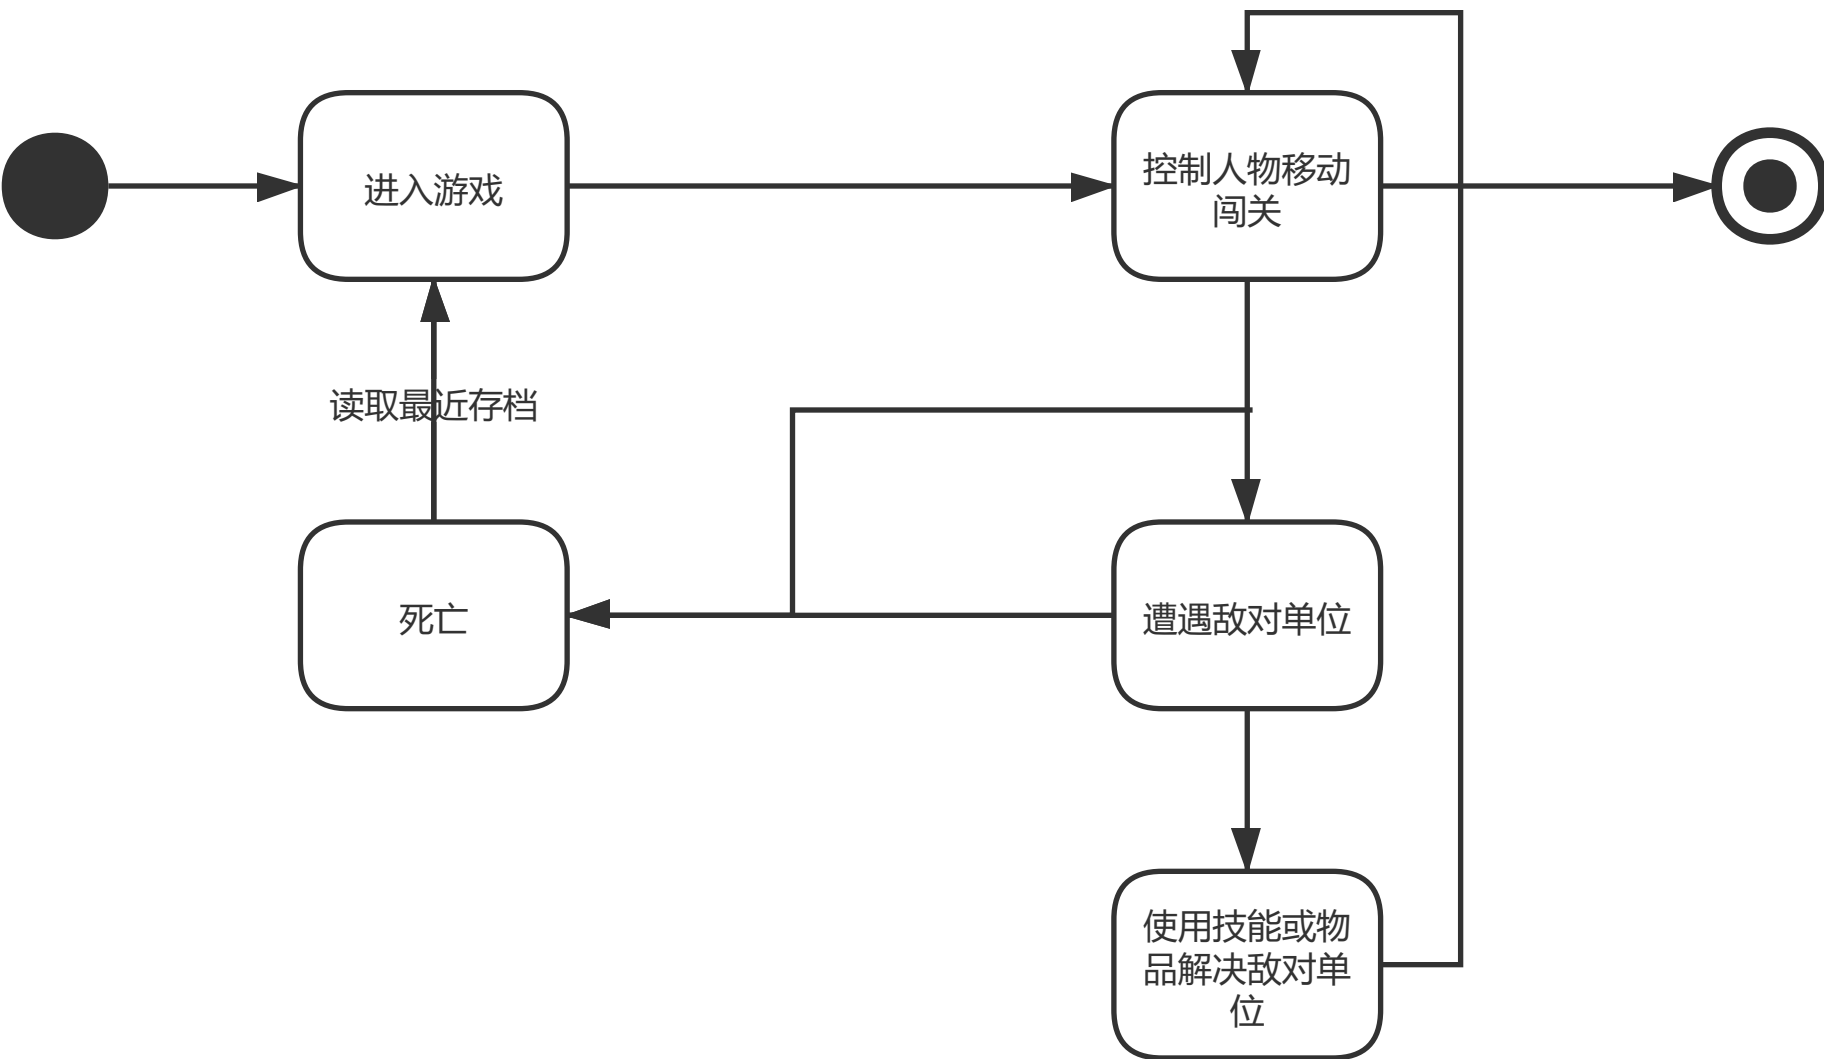 进入游戏
控制人物移动
闯关
读取最近存档
死亡
遭遇敌对单位
使用技能或物
品解决敌对单
位